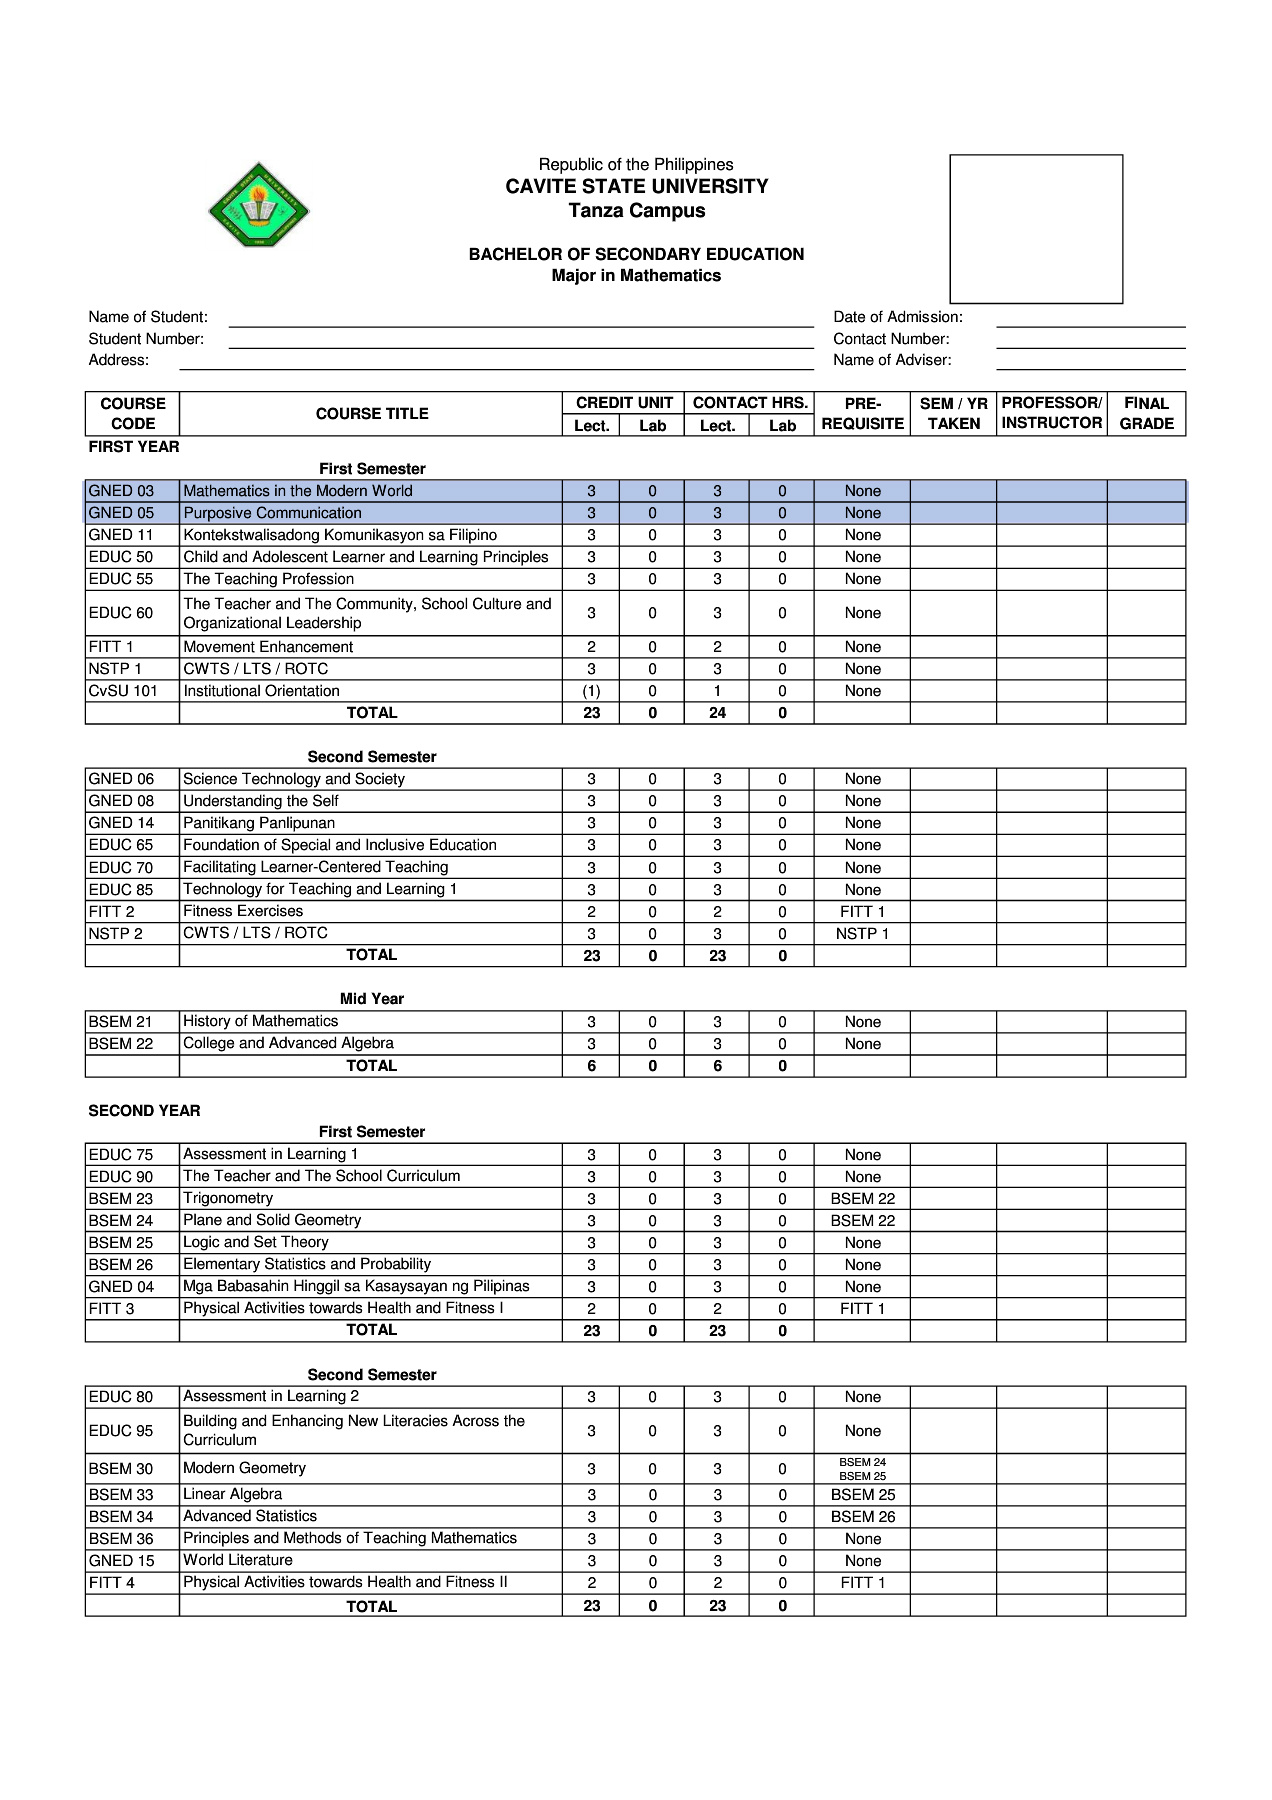 Republic of the Philippines
CAVITE STATE UNIVERSITY
Tanza Campus
BACHELOR OF SECONDARY EDUCATION
Major in Mathematics
Name of Student: Date of Admission:
Student Number: Contact Number:
Address: Name of Adviser:
COURSE CODE COURSE TITLE CREDIT UNIT CONTACT HRS. PRE-REQUISITE SEM / YR TAKEN PROFESSOR/ INSTRUCTOR FINAL GRADE
Lect. Lab Lect. Lab
FIRST YEAR
First Semester
GNED 03 Mathematics in the Modern World 3 0 3 0 None
GNED 05 Purposive Communication 3 0 3 0 None
GNED 11 Kontekstwalisadong Komunikasyon sa Filipino 3 0 3 0 None
EDUC 50 Child and Adolescent Learner and Learning Principles 3 0 3 0 None
EDUC 55 The Teaching Profession 3 0 3 0 None
EDUC 60 The Teacher and The Community, School Culture and Organizational Leadership 3 0 3 0 None
FITT 1 Movement Enhancement 2 0 2 0 None
NSTP 1 CWTS / LTS / ROTC 3 0 3 0 None
CvSU 101 Institutional Orientation (1) 0 1 0 None
TOTAL 23 0 24 0
Second Semester
GNED 06 Science Technology and Society 3 0 3 0 None
GNED 08 Understanding the Self 3 0 3 0 None
GNED 14 Panitikang Panlipunan 3 0 3 0 None
EDUC 65 Foundation of Special and Inclusive Education 3 0 3 0 None
EDUC 70 Facilitating Learner-Centered Teaching 3 0 3 0 None
EDUC 85 Technology for Teaching and Learning 1 3 0 3 0 None
FITT 2 Fitness Exercises 2 0 2 0 FITT 1
NSTP 2 CWTS / LTS / ROTC 3 0 3 0 NSTP 1
TOTAL 23 0 23 0
Mid Year
BSEM 21 History of Mathematics 3 0 3 0 None
BSEM 22 College and Advanced Algebra 3 0 3 0 None
TOTAL 6 0 6 0
SECOND YEAR
First Semester
EDUC 75 Assessment in Learning 1 3 0 3 0 None
EDUC 90 The Teacher and The School Curriculum 3 0 3 0 None
BSEM 23 Trigonometry 3 0 3 0 BSEM 22
BSEM 24 Plane and Solid Geometry 3 0 3 0 BSEM 22
BSEM 25 Logic and Set Theory 3 0 3 0 None
BSEM 26 Elementary Statistics and Probability 3 0 3 0 None
GNED 04 Mga Babasahin Hinggil sa Kasaysayan ng Pilipinas 3 0 3 0 None
FITT 3 Physical Activities towards Health and Fitness I 2 0 2 0 FITT 1
TOTAL 23 0 23 0
Second Semester
EDUC 80 Assessment in Learning 2 3 0 3 0 None
EDUC 95 Building and Enhancing New Literacies Across the Curriculum 3 0 3 0 None
BSEM 30 Modern Geometry 3 0 3 0 BSEM 24 BSEM 25
BSEM 33 Linear Algebra 3 0 3 0 BSEM 25
BSEM 34 Advanced Statistics 3 0 3 0 BSEM 26
BSEM 36 Principles and Methods of Teaching Mathematics 3 0 3 0 None
GNED 15 World Literature 3 0 3 0 None
FITT 4 Physical Activities towards Health and Fitness II 2 0 2 0 FITT 1
TOTAL 23 0 23 0